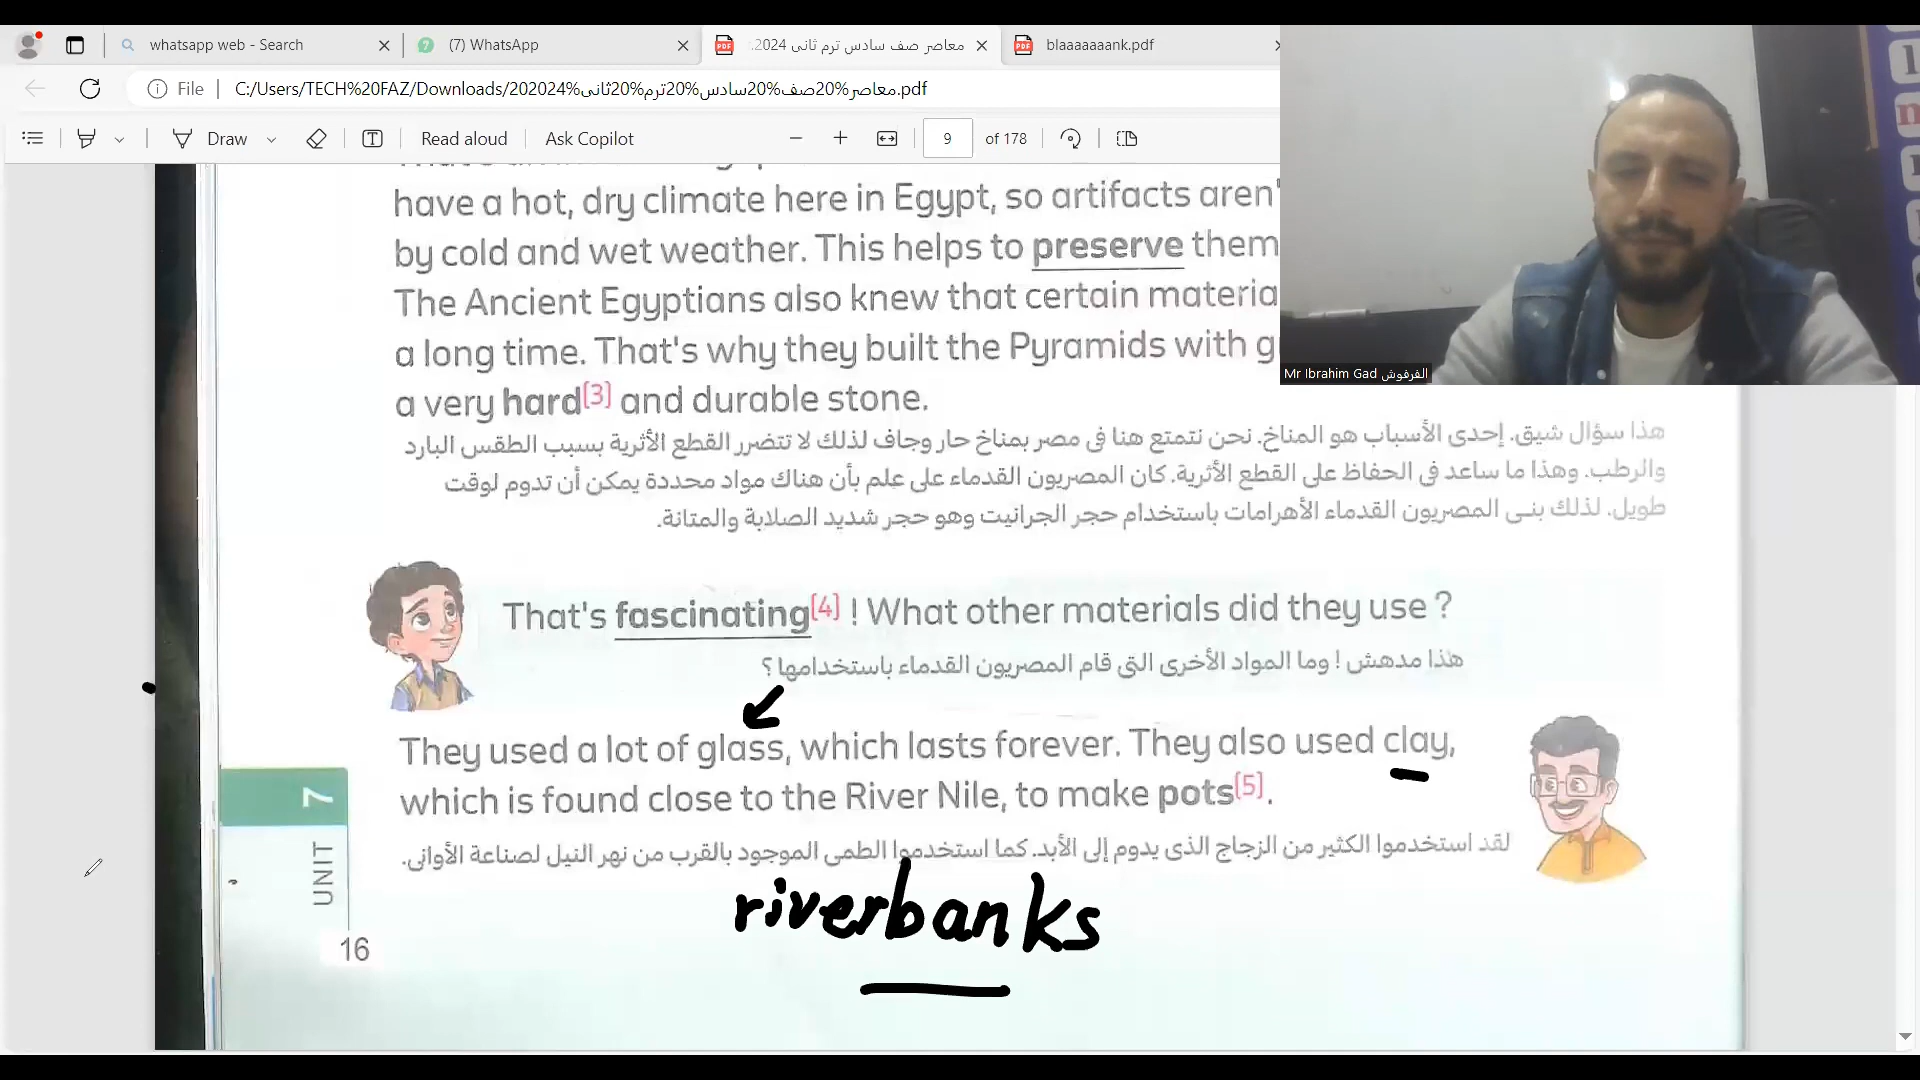 whatsapp web - Search
(7) WhatsApp
معاصر صف سادس ترم ثانى 2024.
blaaaaaaank.pdf
File
C:/Users/TECH%20FAZ/Downloads/202024%معاصر%20صف%20سادس%20ترم%20ثانى.pdf
Draw
Read aloud
Ask Copilot
9 of 178
have a hot, dry climate here in Egypt, so artifacts aren'
by cold and wet weather. This helps to preserve them
The Ancient Egyptians also knew that certain materia
a long time. That's why they built the Pyramids with g
a very hard[3] and durable stone.
هذا سؤال شيق. إحدى الأسباب هو المناخ. نحن نتمتع هنا فى مصر بمناخ حار وجاف لذلك لا تتضرر القطع الأثرية بسبب الطقس البارد
والرطب. وهذا ما ساعد فى الحفاظ على القطع الأثرية. كان المصريون القدماء على علم بأن هناك مواد محددة يمكن أن تدوم لوقت
طويل. لذلك بنى المصريون القدماء الأهرامات باستخدام حجر الجرانيت وهو حجر شديد الصلابة والمتانة.
That's fascinating[4] ! What other materials did they use ?
هذا مدهش ! وما المواد الأخرى التى قام المصريون القدماء باستخدامها ؟
They used a lot of glass, which lasts forever. They also used clay,
which is found close to the River Nile, to make pots[5].
لقد استخدموا الكثير من الزجاج الذى يدوم إلى الأبد. كما استخدموا الطمى الموجود بالقرب من نهر النيل لصناعة الأوانى.
riverbanks
UNIT 7
16
Mr Ibrahim Gad الفرفوش